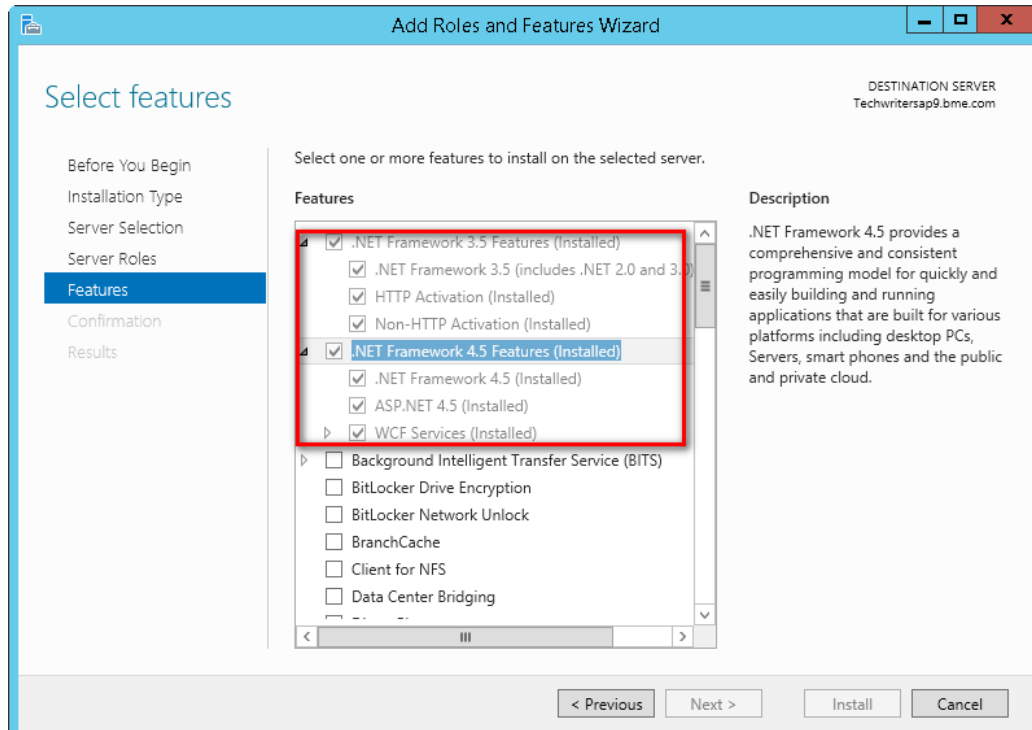 Add Roles and Features Wizard
Select features
DESTINATION SERVER
Techwritersap9.bme.com
Before You Begin
Installation Type
Server Selection
Server Roles
Features
Confirmation
Results
Select one or more features to install on the selected server.
Features
.NET Framework 3.5 Features (Installed)
.NET Framework 3.5 (includes .NET 2.0 and 3.0)
HTTP Activation (Installed)
Non-HTTP Activation (Installed)
.NET Framework 4.5 Features (Installed)
.NET Framework 4.5 (Installed)
ASP.NET 4.5 (Installed)
WCF Services (Installed)
Background Intelligent Transfer Service (BITS)
BitLocker Drive Encryption
BitLocker Network Unlock
BranchCache
Client for NFS
Data Center Bridging
Description
.NET Framework 4.5 provides a
comprehensive and consistent
programming model for quickly and
easily building and running
applications that are built for various
platforms including desktop PCs,
Servers, smart phones and the public
and private cloud.
< Previous
Next >
Install
Cancel